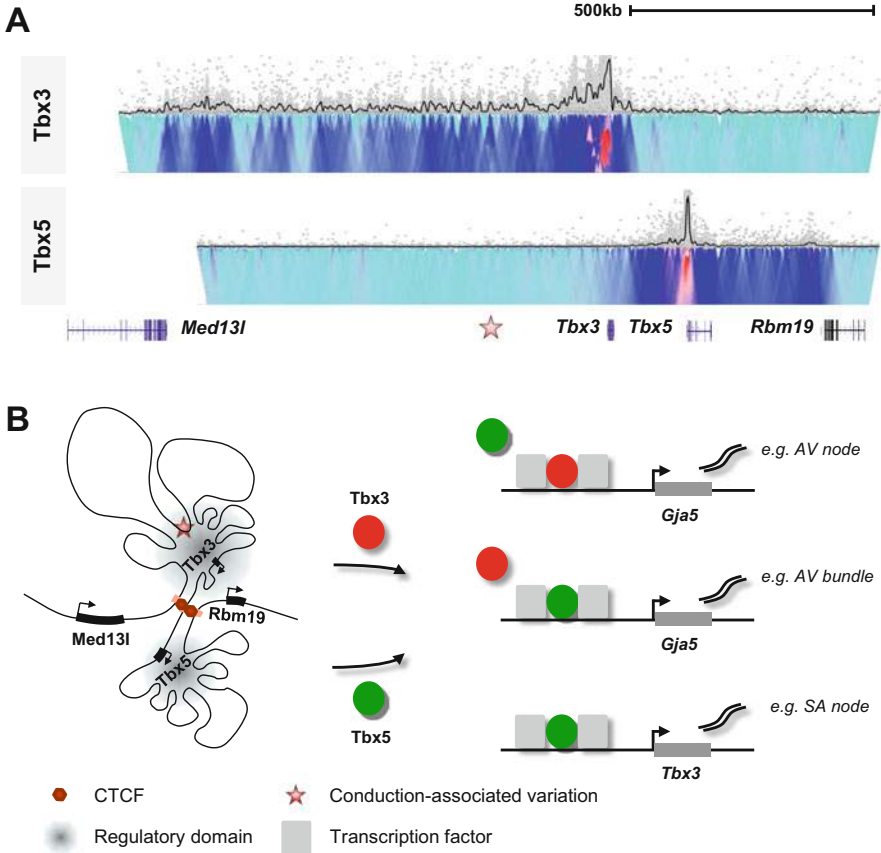 A
500kb
Tbx3
Tbx5
Med13l
Tbx3
Tbx5
Rbm19
B
Tbx3
Med13l
Rbm19
Tbx5
Tbx3
Tbx5
Gja5
e.g. AV node
Gja5
e.g. AV bundle
Tbx3
e.g. SA node
CTCF
Conduction-associated variation
Regulatory domain
Transcription factor